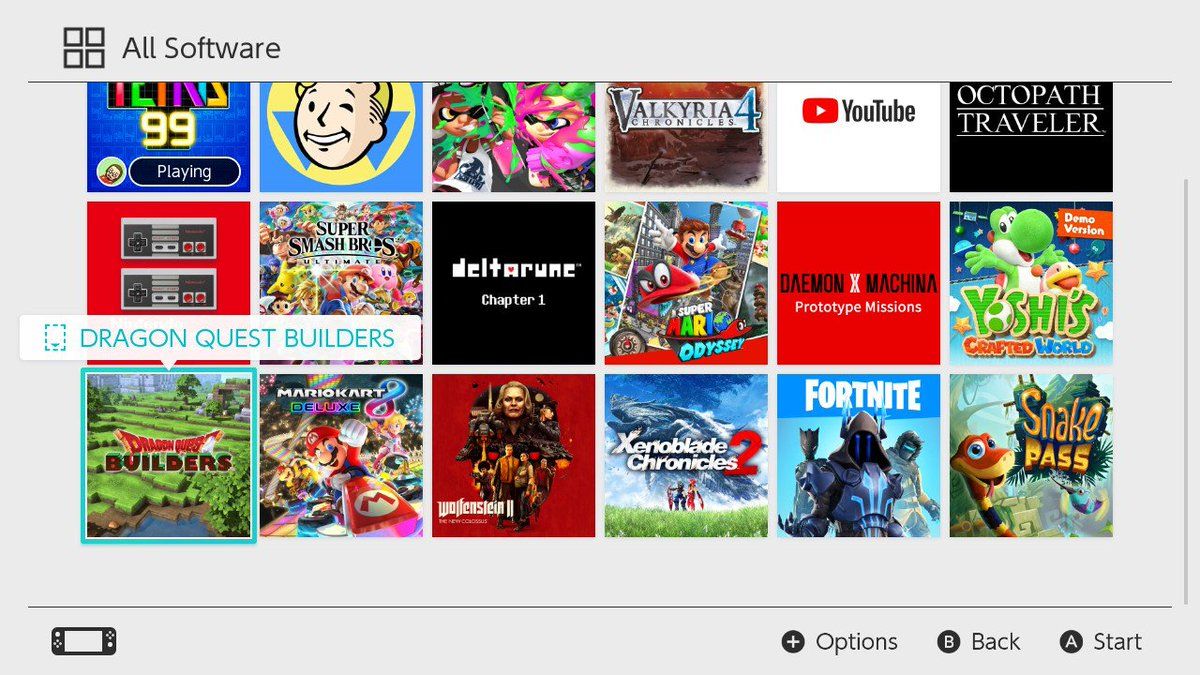 All Software
TETRIS
99
Playing
VALKYRIA 4
CHRONICLES
YouTube
OCTOPATH
TRAVELER
SUPER
SMASH BROS.
ULTIMATE
deltarune
Chapter 1
SUPER
MARIO
ODYSSEY
DAEMON X MACHINA
Prototype Missions
Demo
Version
YOSHI'S
CRAFTED WORLD
DRAGON QUEST BUILDERS
DRAGON QUEST
BUILDERS
MARIOKART 8
DELUXE
Wolfenstein II
THE NEW COLOSSUS
Xenoblade
Chronicles 2
FORTNITE
Snake
PASS
+ Options
B Back
A Start